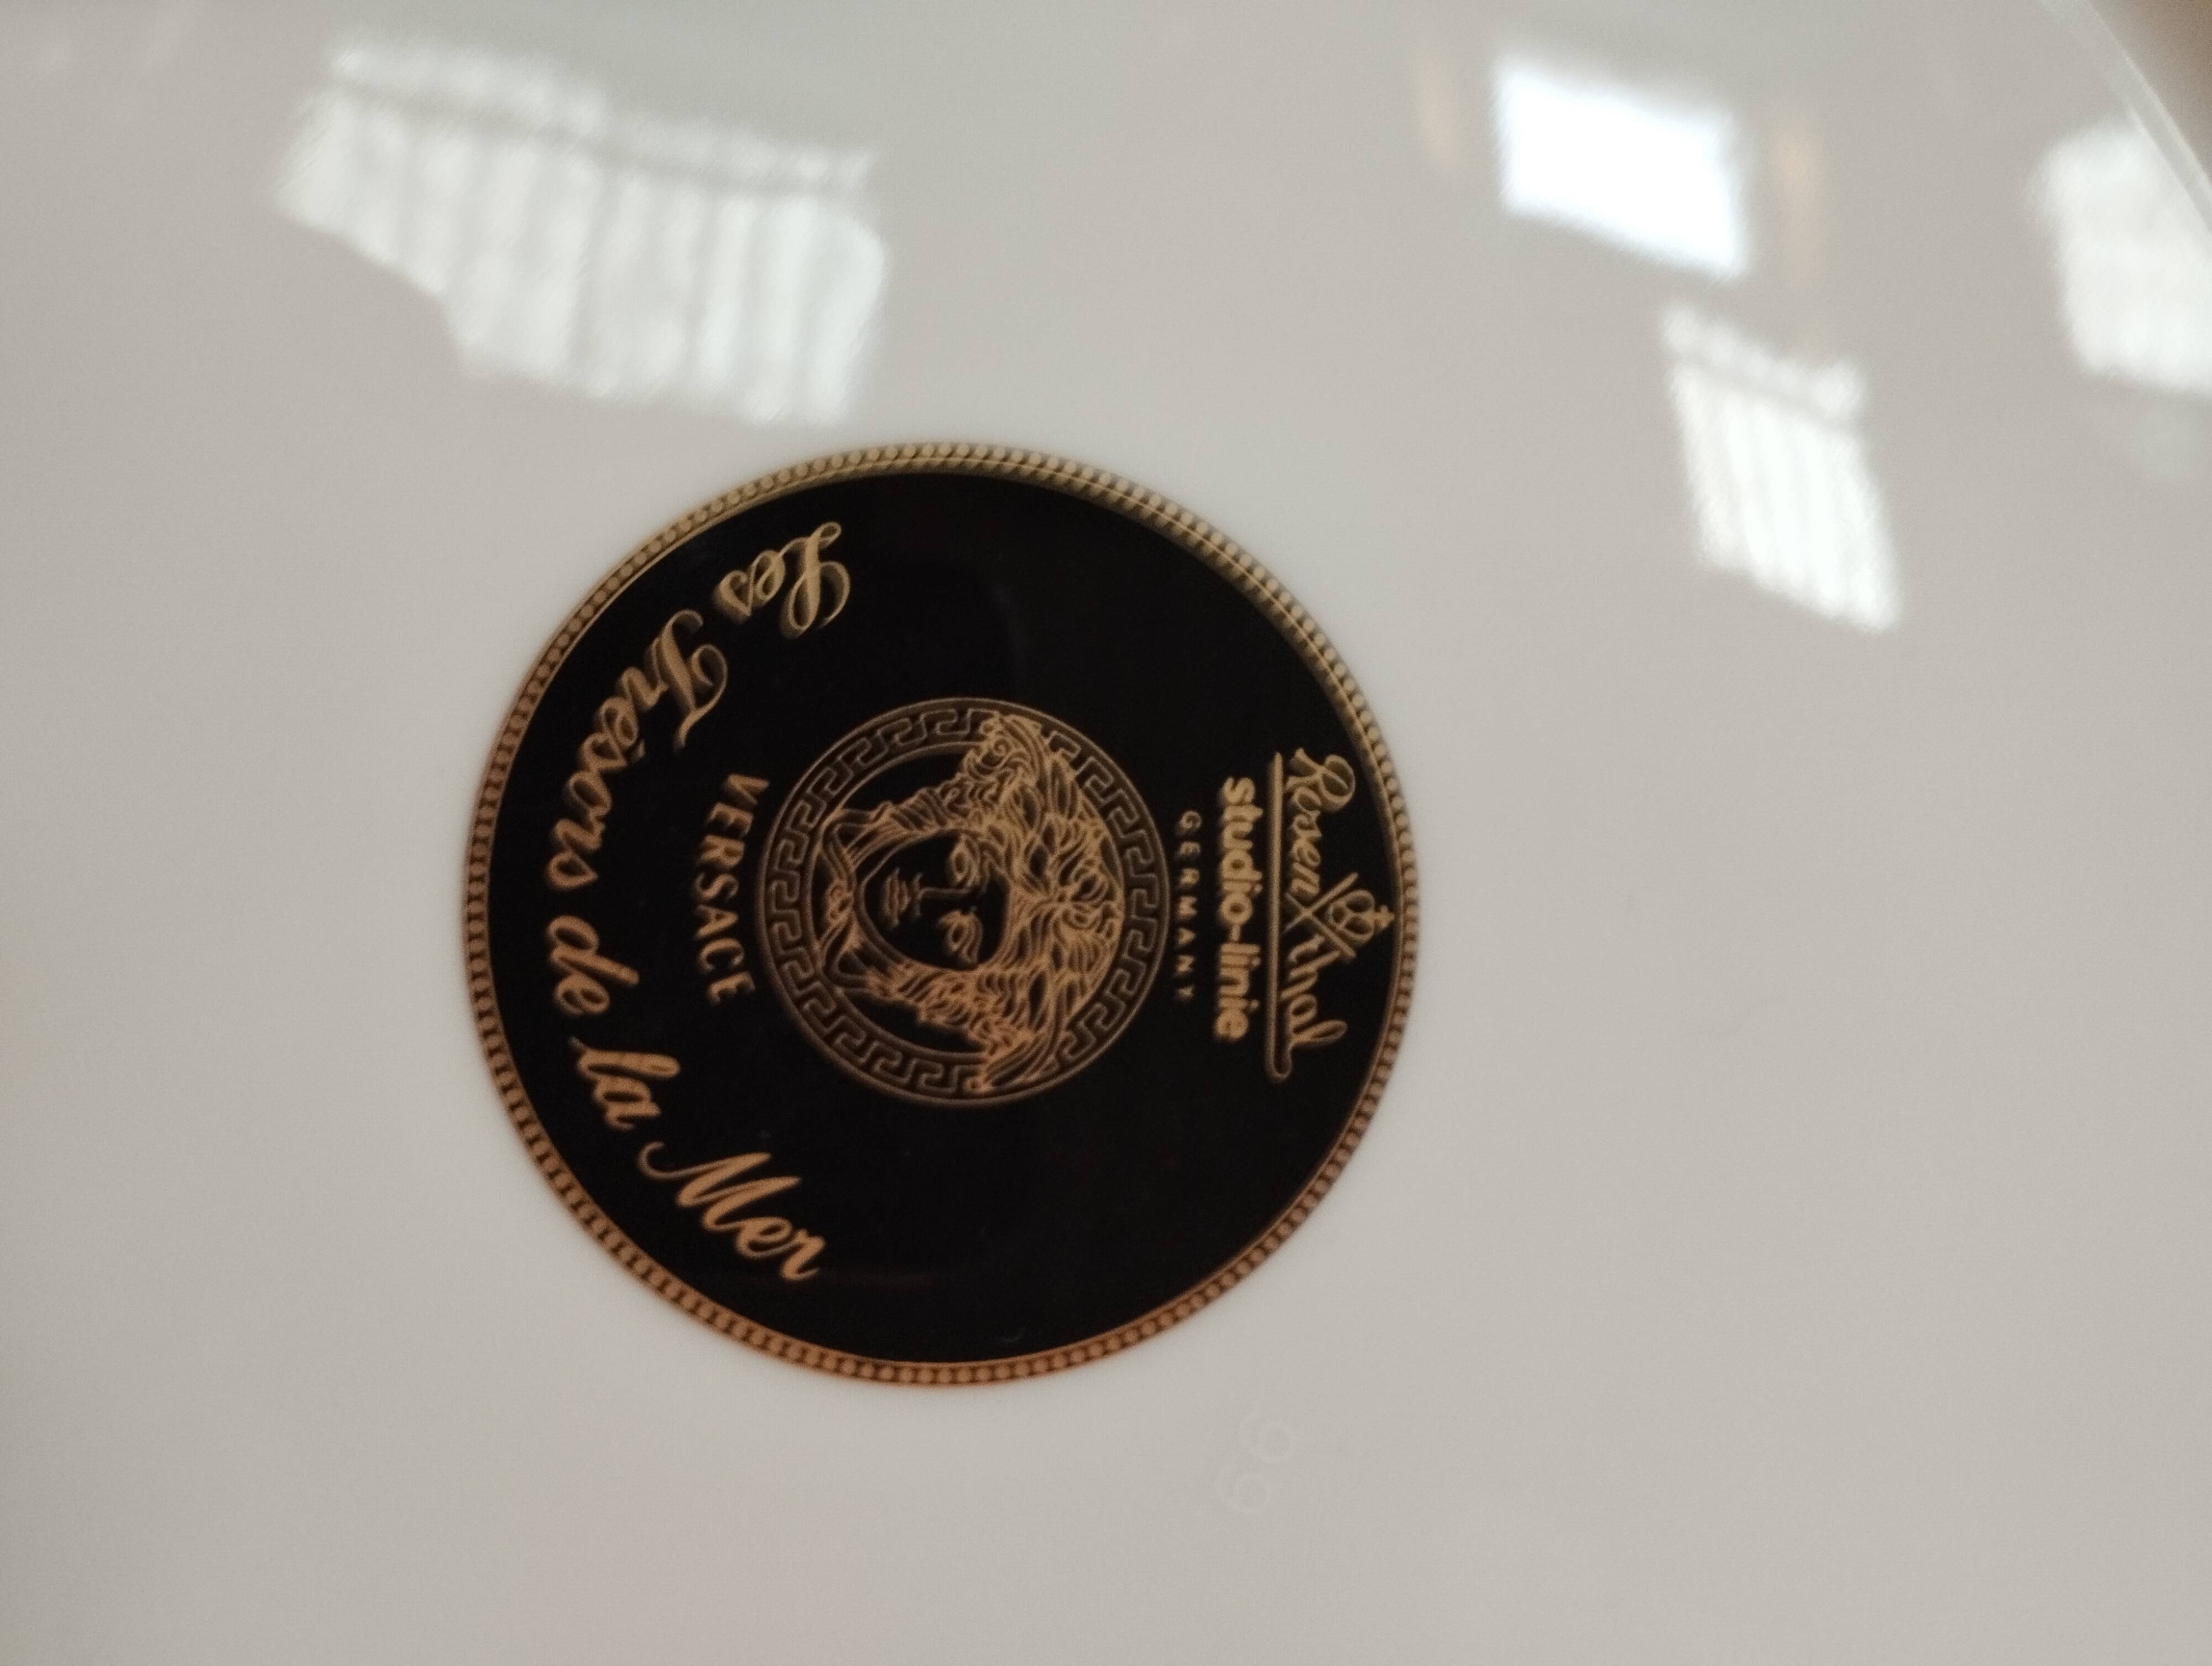 Rosenthal
studio-linie
GERMANY
VERSACE
Les Trésors de la Mer